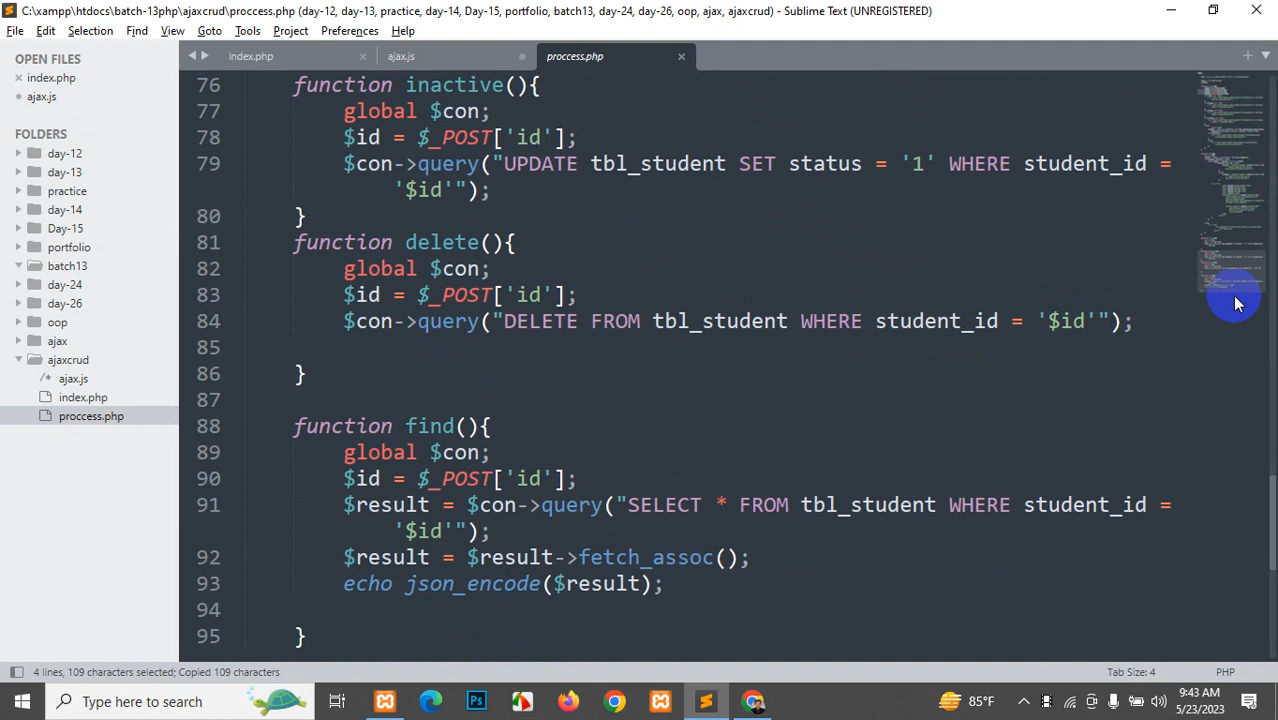 C:\xampp\htdocs\batch-13php\ajaxcrud\proccess.php (day-12, day-13, practice, day-14, Day-15, portfolio, batch13, day-24, day-26, oop, ajax, ajaxcrud) - Sublime Text (UNREGISTERED)
File Edit Selection Find View Goto Tools Project Preferences Help
OPEN FILES
index.php
ajax.js
FOLDERS
day-12
day-13
practice
day-14
Day-15
portfolio
batch13
day-24
day-26
oop
ajax
ajaxcrud
ajax.js
index.php
proccess.php
index.php ajax.js proccess.php
76 function inactive(){
77 global $con;
78 $id = $_POST['id'];
79 $con->query("UPDATE tbl_student SET status = '1' WHERE student_id =
'$id'");
80 }
81 function delete(){
82 global $con;
83 $id = $_POST['id'];
84 $con->query("DELETE FROM tbl_student WHERE student_id = '$id'");
85
86 }
87
88 function find(){
89 global $con;
90 $id = $_POST['id'];
91 $result = $con->query("SELECT * FROM tbl_student WHERE student_id =
'$id'");
92 $result = $result->fetch_assoc();
93 echo json_encode($result);
94
95 }
4 lines, 109 characters selected; Copied 109 characters Tab Size: 4 PHP
Type here to search
85°F
9:43 AM
5/23/2023